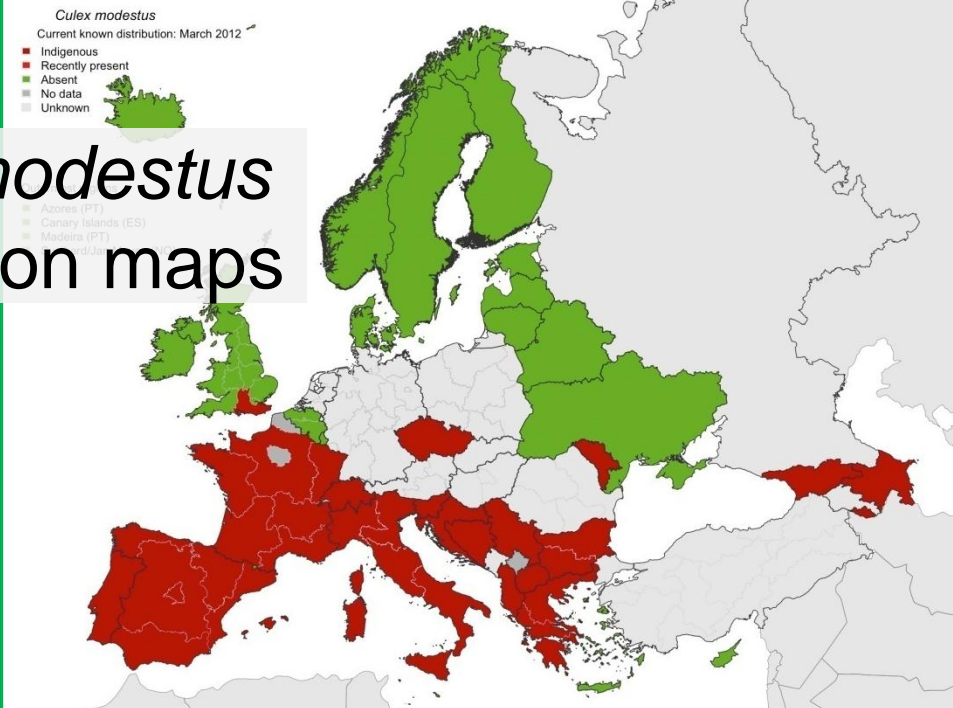 Culex modestus
Current known distribution: March 2012
Indigenous
Recently present
Absent
No data
Unknown
modestus
Azores (PT)
Canary Islands (ES)
Madeira (PT)
on maps